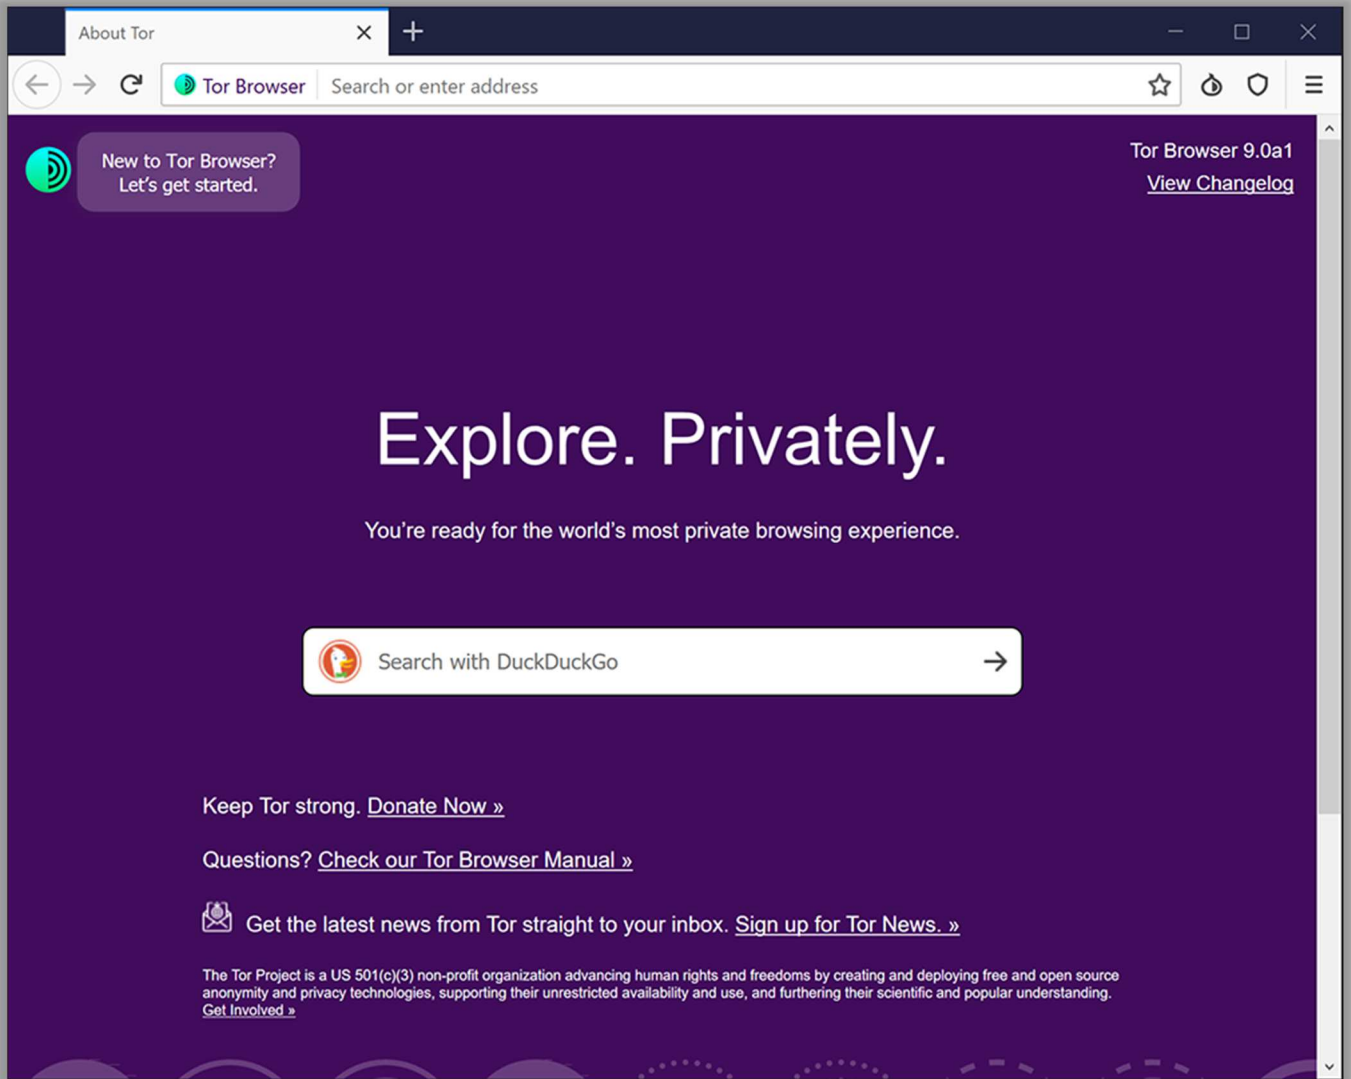 About Tor
Tor Browser
Search or enter address
New to Tor Browser?
Let’s get started.
Tor Browser 9.0a1
View Changelog
Explore. Privately.
You’re ready for the world’s most private browsing experience.
Search with DuckDuckGo
Keep Tor strong. Donate Now »
Questions? Check our Tor Browser Manual »
Get the latest news from Tor straight to your inbox. Sign up for Tor News. »
The Tor Project is a US 501(c)(3) non-profit organization advancing human rights and freedoms by creating and deploying free and open source
anonymity and privacy technologies, supporting their unrestricted availability and use, and furthering their scientific and popular understanding.
Get Involved »